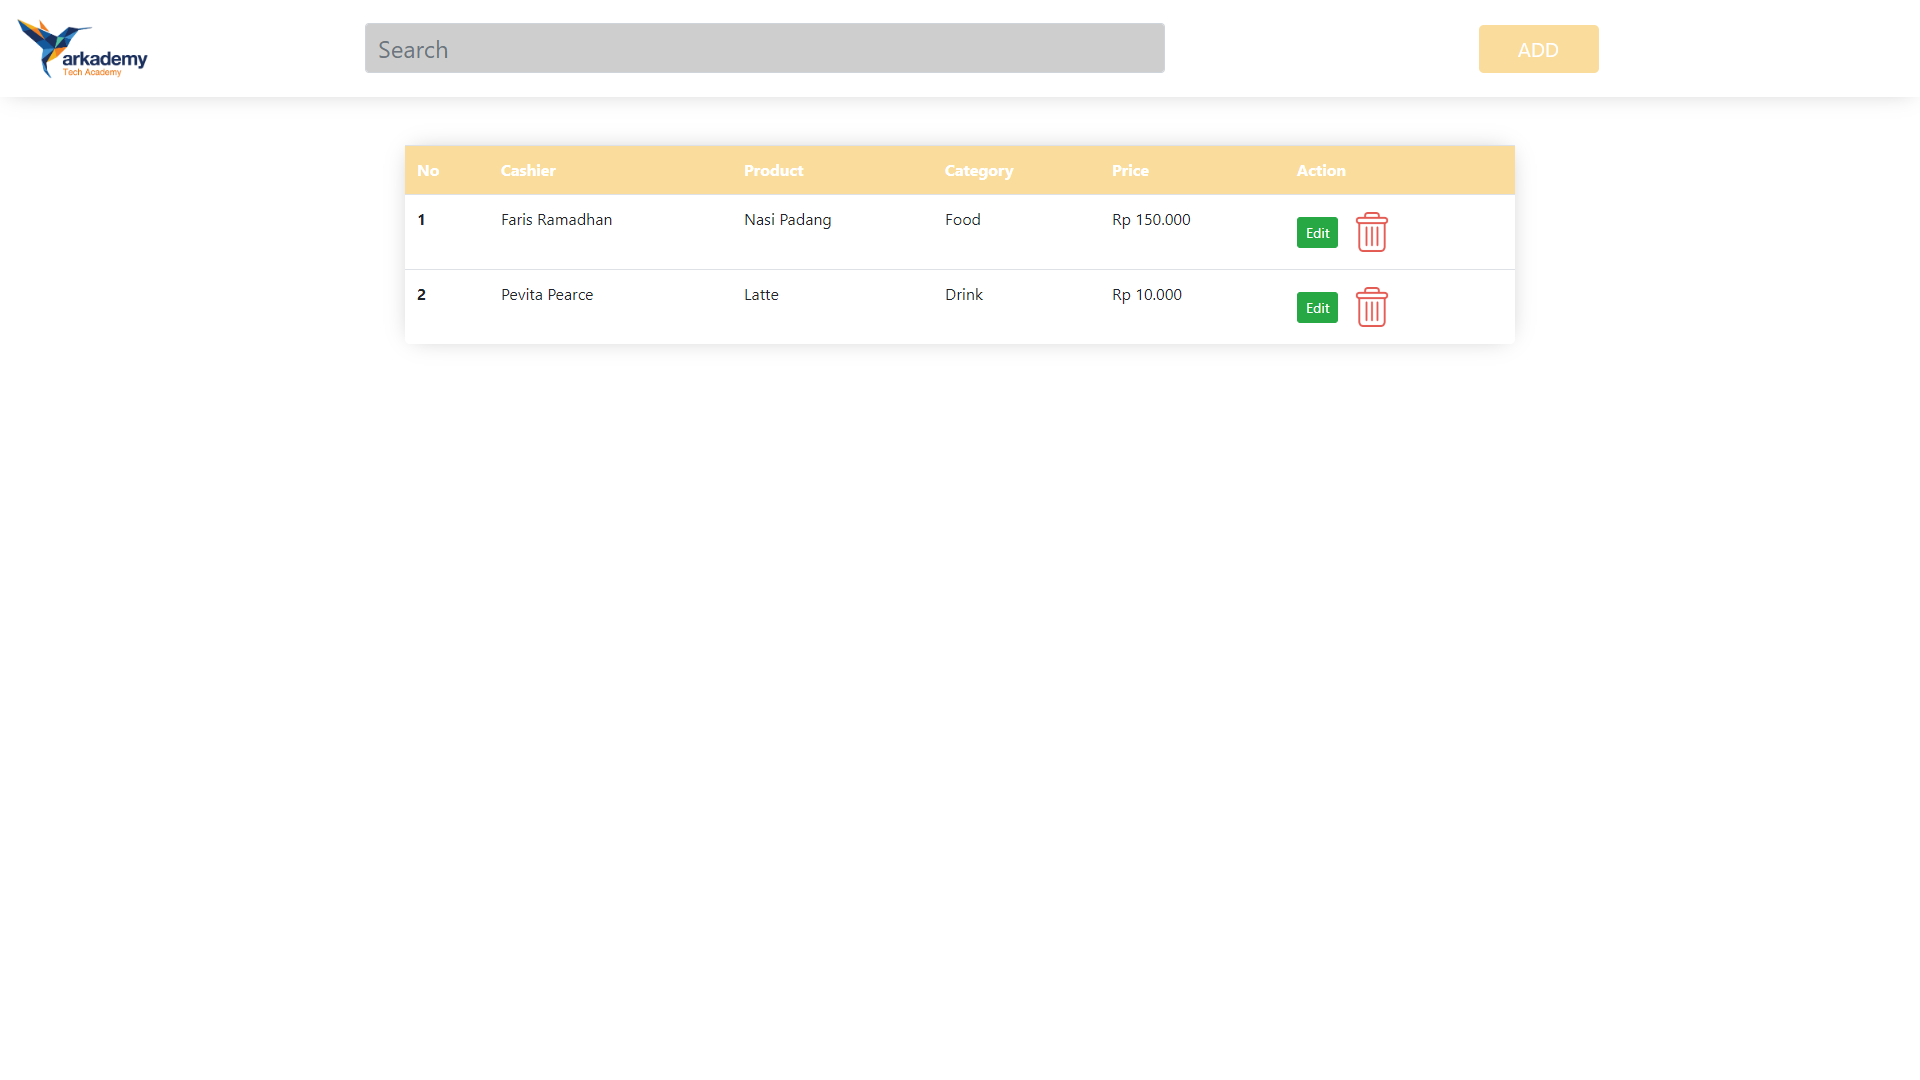 arkademy
Tech Academy
Search
ADD
No Cashier Product Category Price Action
1 Faris Ramadhan Nasi Padang Food Rp 150.000 Edit
2 Pevita Pearce Latte Drink Rp 10.000 Edit